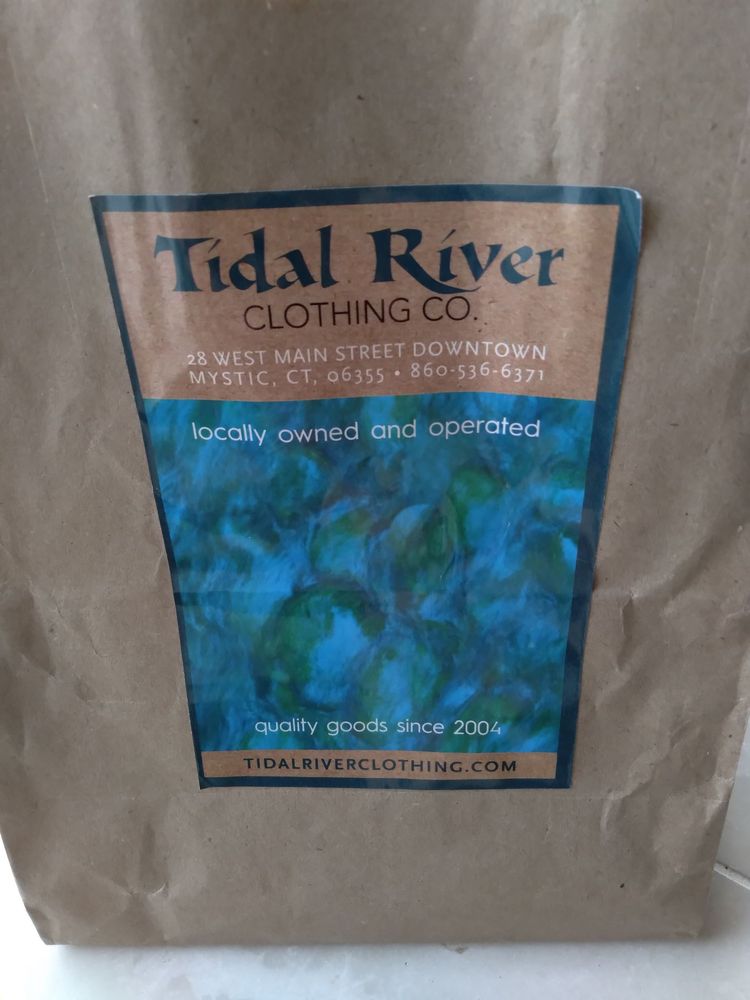 Tidal River
CLOTHING CO.
28 WEST MAIN STREET DOWNTOWN
MYSTIC, CT, 06355 • 860-536-6371
locally owned and operated
quality goods since 2004
TIDALRIVERCLOTHING.COM